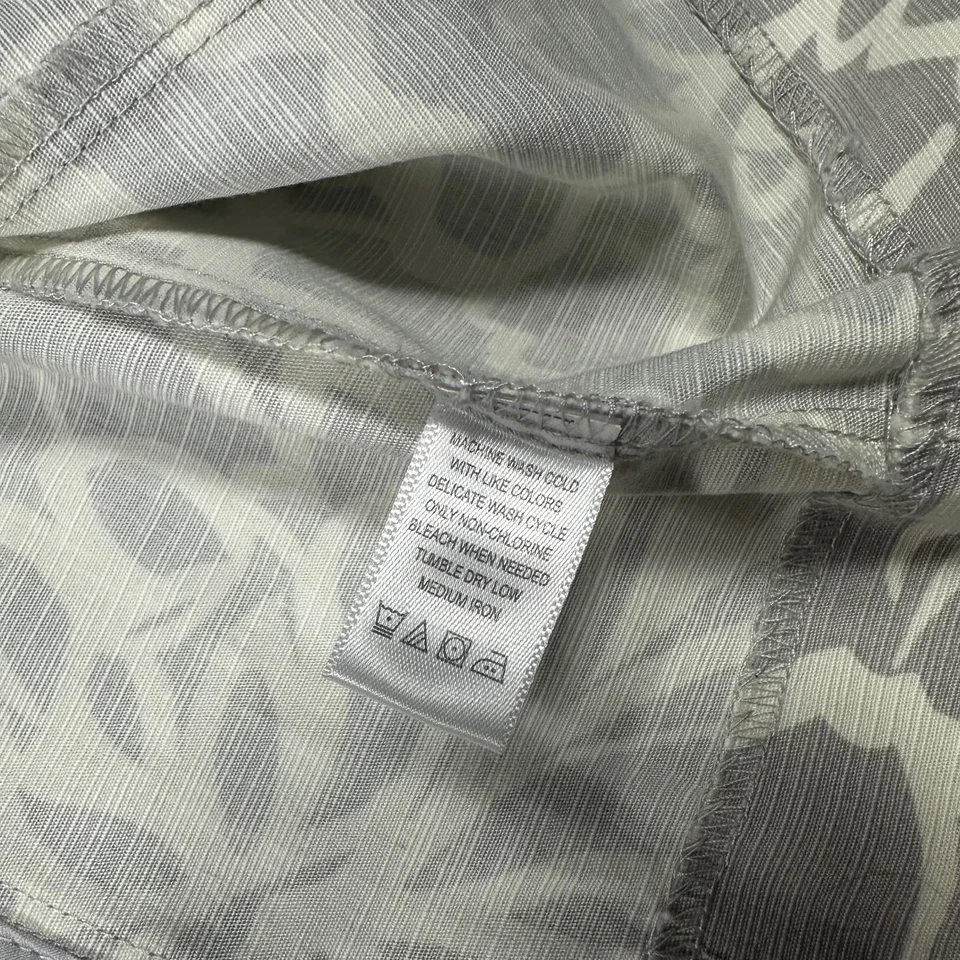 MACHINE WASH COLD
WITH LIKE COLORS
DELICATE WASH CYCLE
ONLY NON-CHLORINE
BLEACH WHEN NEEDED
TUMBLE DRY LOW
MEDIUM IRON